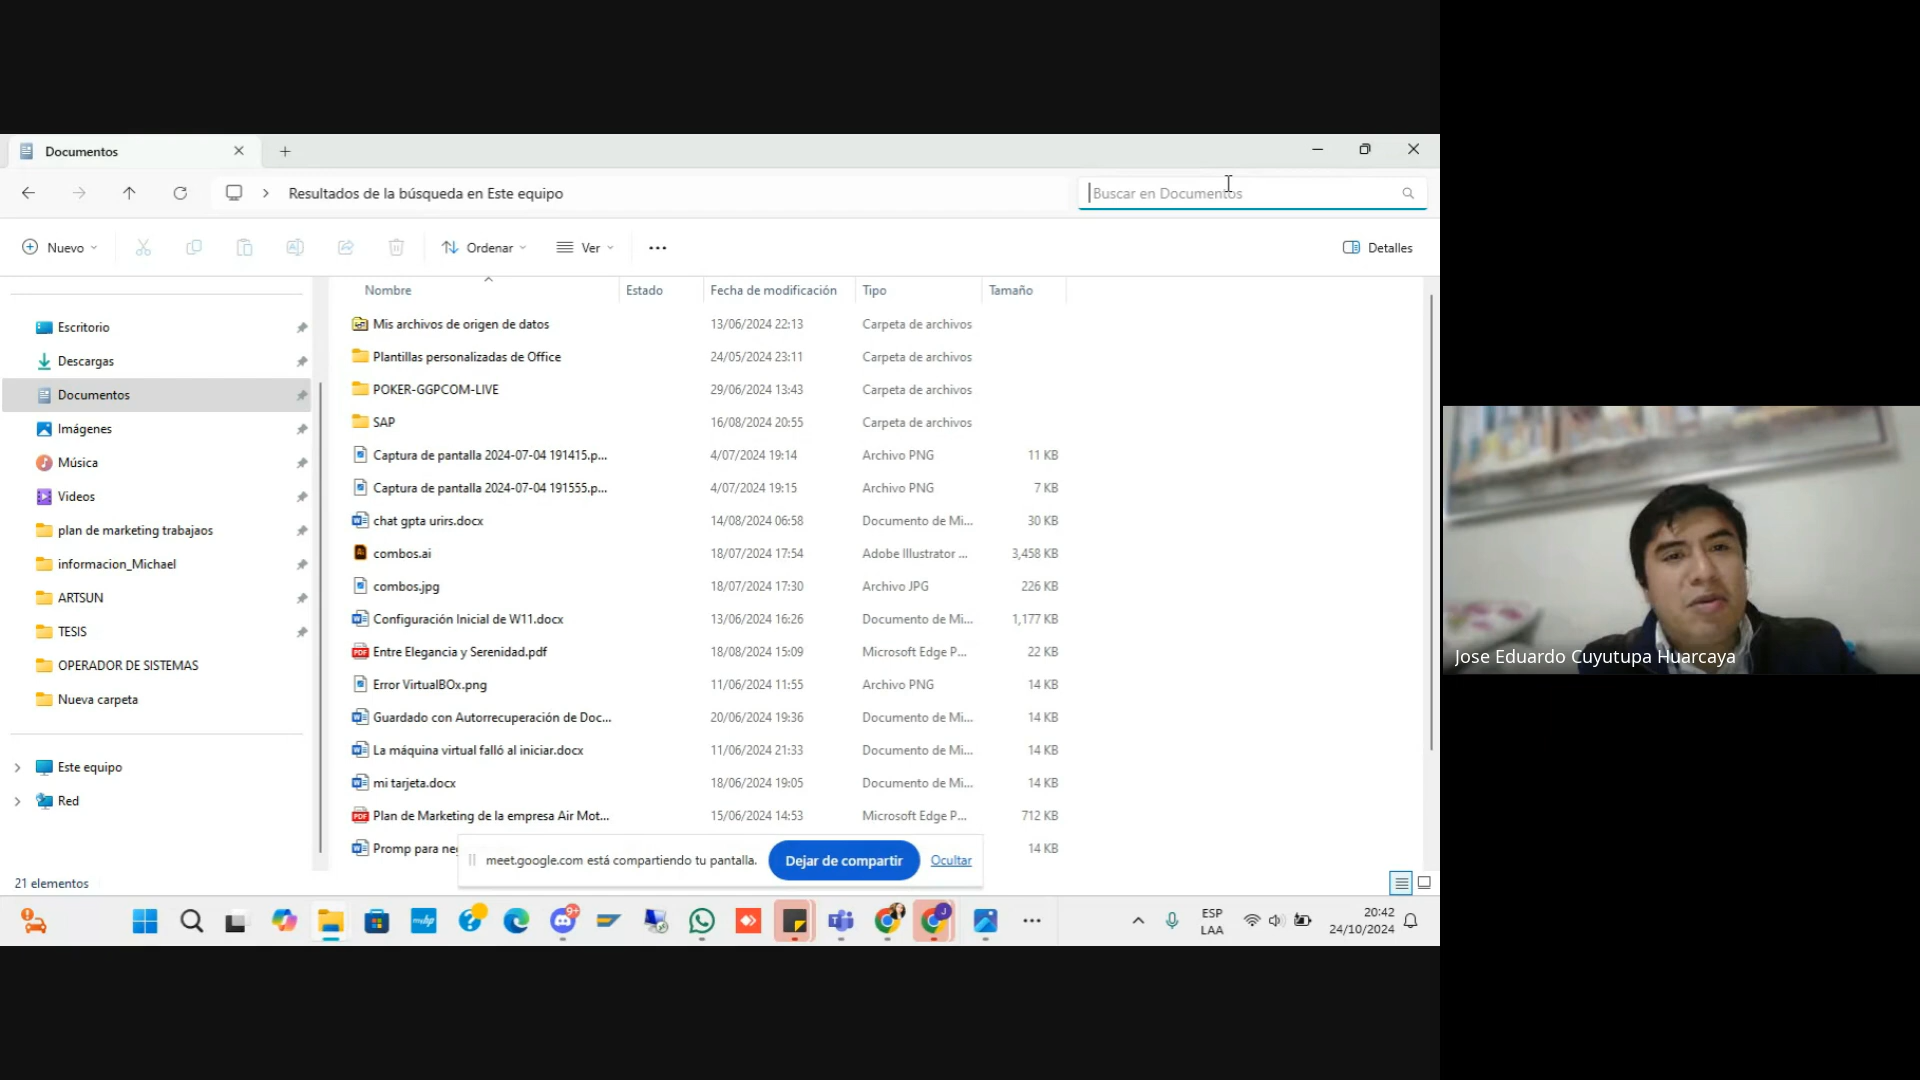 Documentos
Resultados de la búsqueda en Este equipo
Buscar en Documentos
Nuevo
Ordenar
Ver
Detalles
Nombre Estado Fecha de modificación Tipo Tamaño
Escritorio
Descargas
Documentos
Imágenes
Música
Videos
plan de marketing trabajaos
informacion_Michael
ARTSUN
TESIS
OPERADOR DE SISTEMAS
Nueva carpeta
Este equipo
Red
Mis archivos de origen de datos 13/06/2024 22:13 Carpeta de archivos
Plantillas personalizadas de Office 24/05/2024 23:11 Carpeta de archivos
POKER-GGPCOM-LIVE 29/06/2024 13:43 Carpeta de archivos
SAP 16/08/2024 20:55 Carpeta de archivos
Captura de pantalla 2024-07-04 191415.p... 4/07/2024 19:14 Archivo PNG 11 KB
Captura de pantalla 2024-07-04 191555.p... 4/07/2024 19:15 Archivo PNG 7 KB
chat gpta urirs.docx 14/08/2024 06:58 Documento de Mi... 30 KB
combos.ai 18/07/2024 17:54 Adobe Illustrator ... 3,458 KB
combos.jpg 18/07/2024 17:30 Archivo JPG 226 KB
Configuración Inicial de W11.docx 13/06/2024 16:26 Documento de Mi... 1,177 KB
Entre Elegancia y Serenidad.pdf 18/08/2024 15:09 Microsoft Edge P... 22 KB
Error VirtualBOx.png 11/06/2024 11:55 Archivo PNG 14 KB
Guardado con Autorrecuperación de Doc... 20/06/2024 19:36 Documento de Mi... 14 KB
La máquina virtual falló al iniciar.docx 11/06/2024 21:33 Documento de Mi... 14 KB
mi tarjeta.docx 18/06/2024 19:05 Documento de Mi... 14 KB
Plan de Marketing de la empresa Air Mot... 15/06/2024 14:53 Microsoft Edge P... 712 KB
Promp para 14 KB
meet.google.com está compartiendo tu pantalla. Dejar de compartir Ocultar
21 elementos
ESP
LAA
20:42
24/10/2024
Jose Eduardo Cuyutupa Huarcaya